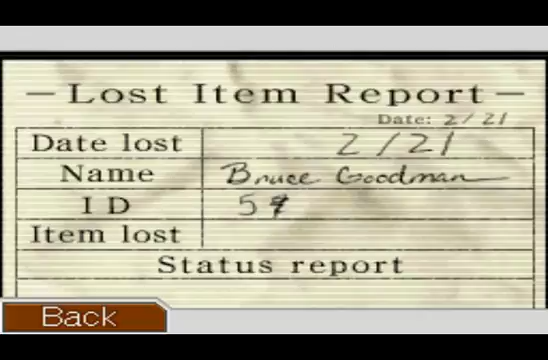 —Lost Item Report—
Date: 2/21
Date lost 2/21
Name Bruce Goodman
ID
Item lost
Status report
Back